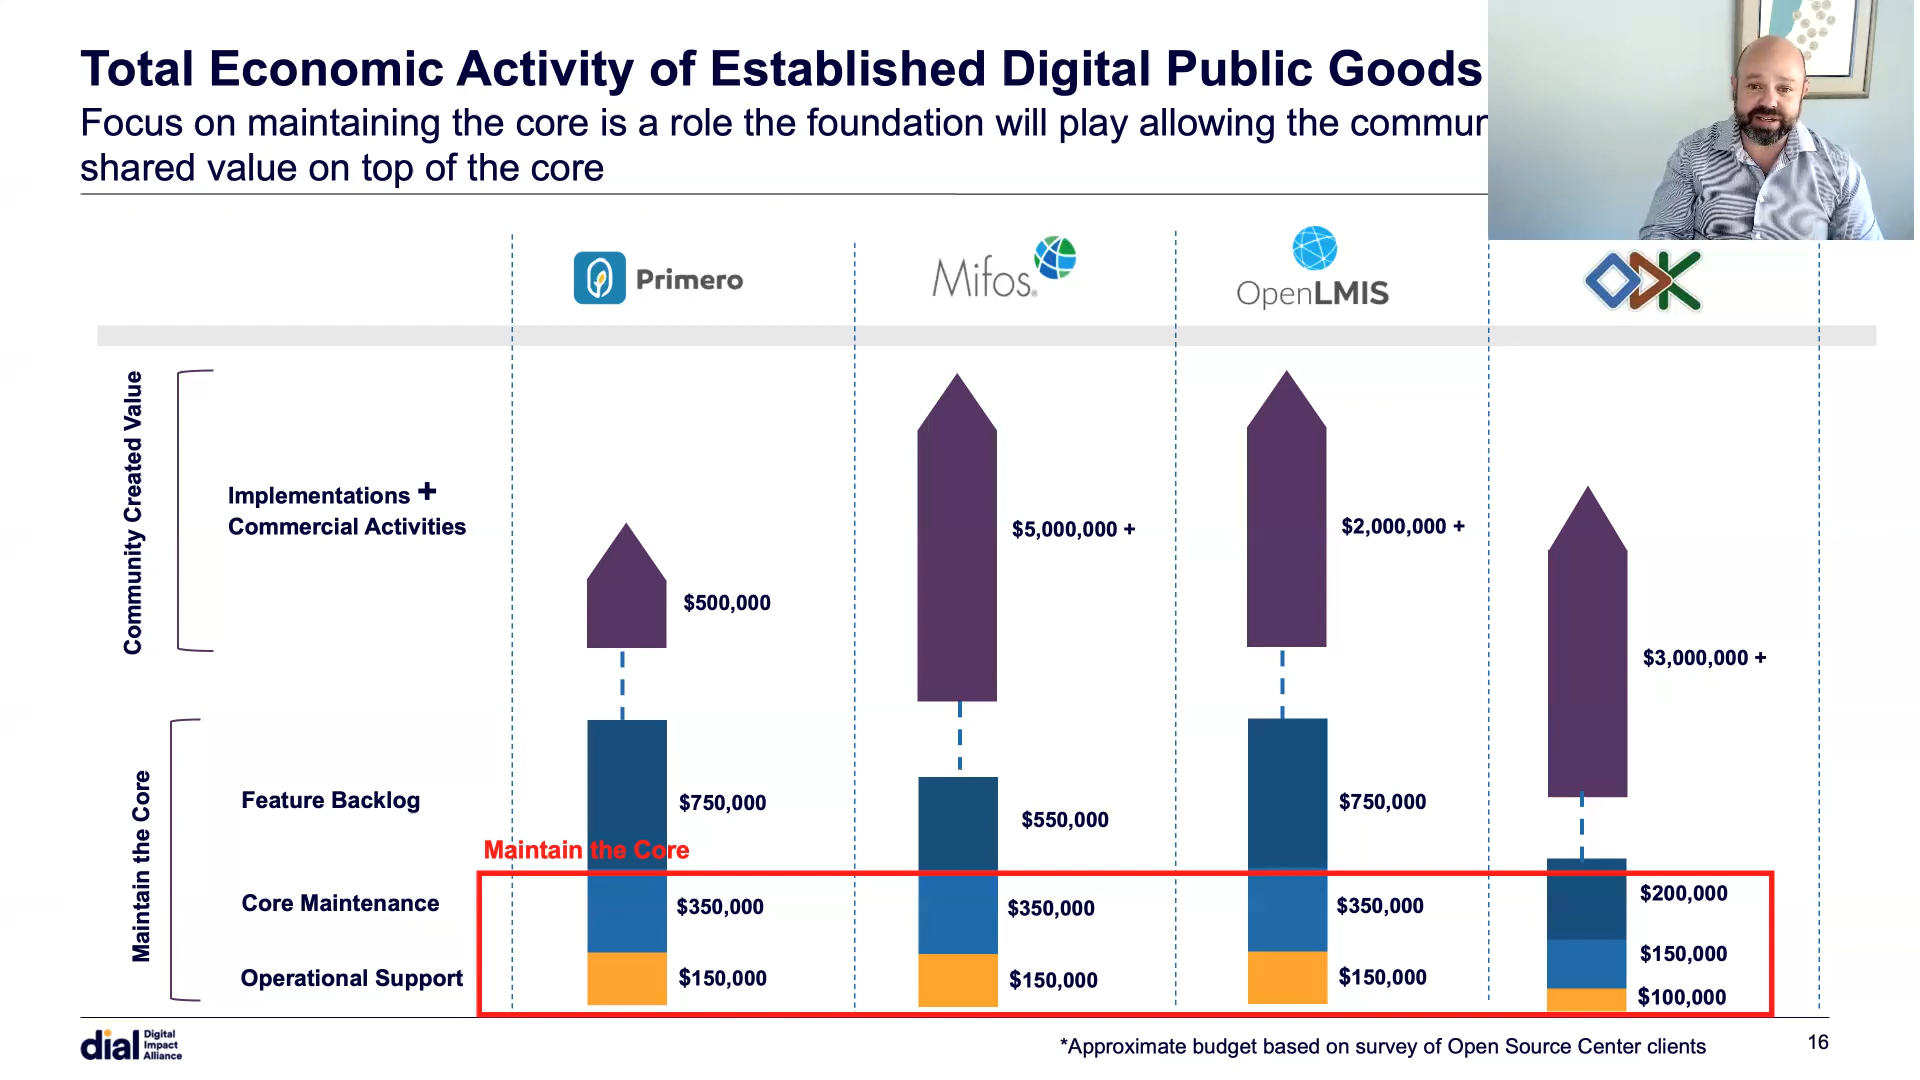 Total Economic Activity of Established Digital Public Goods
Focus on maintaining the core is a role the foundation will play allowing the
shared value on top of the core
Primero
Mifos
OpenLMIS
ODK
Community Created Value
Implementations +
Commercial Activities
$500,000
$5,000,000 +
$2,000,000 +
$3,000,000 +
Maintain the Core
Feature Backlog
$750,000
$550,000
$750,000
$200,000
Maintain the Core
Core Maintenance
$350,000
$350,000
$350,000
$150,000
Operational Support
$150,000
$150,000
$150,000
$100,000
dial Digital
Impact
Alliance
*Approximate budget based on survey of Open Source Center clients
16